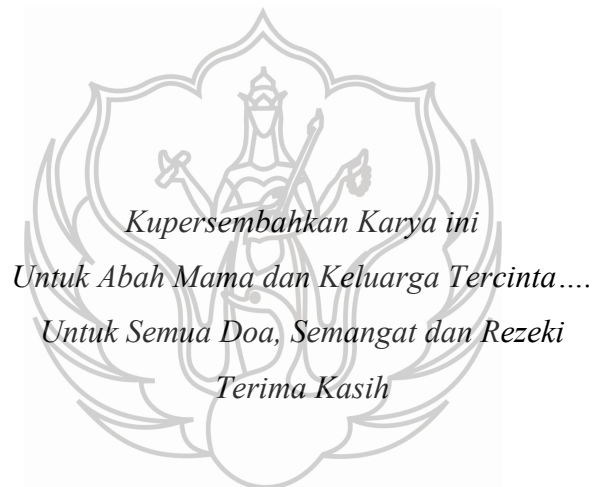 Kupersembahkan Karya ini
Untuk Abah Mama dan Keluarga Tercinta….
Untuk Semua Doa, Semangat dan Rezeki
Terima Kasih